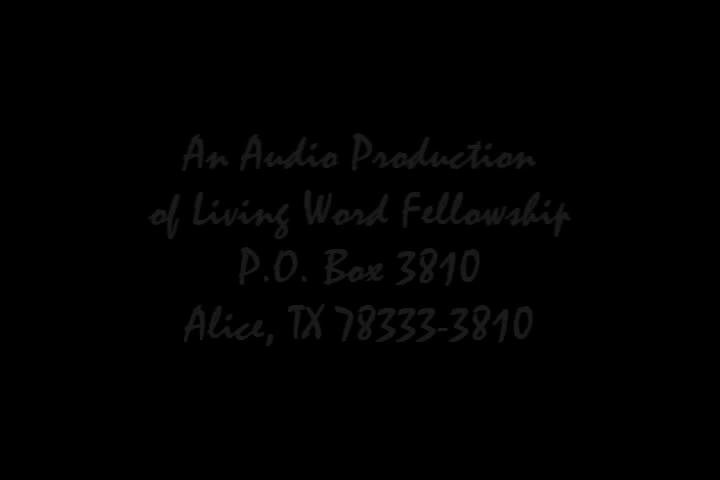 An Audio Production
of Living Word Fellowship
P.O. Box 3810
Alice, TX 78333-3810